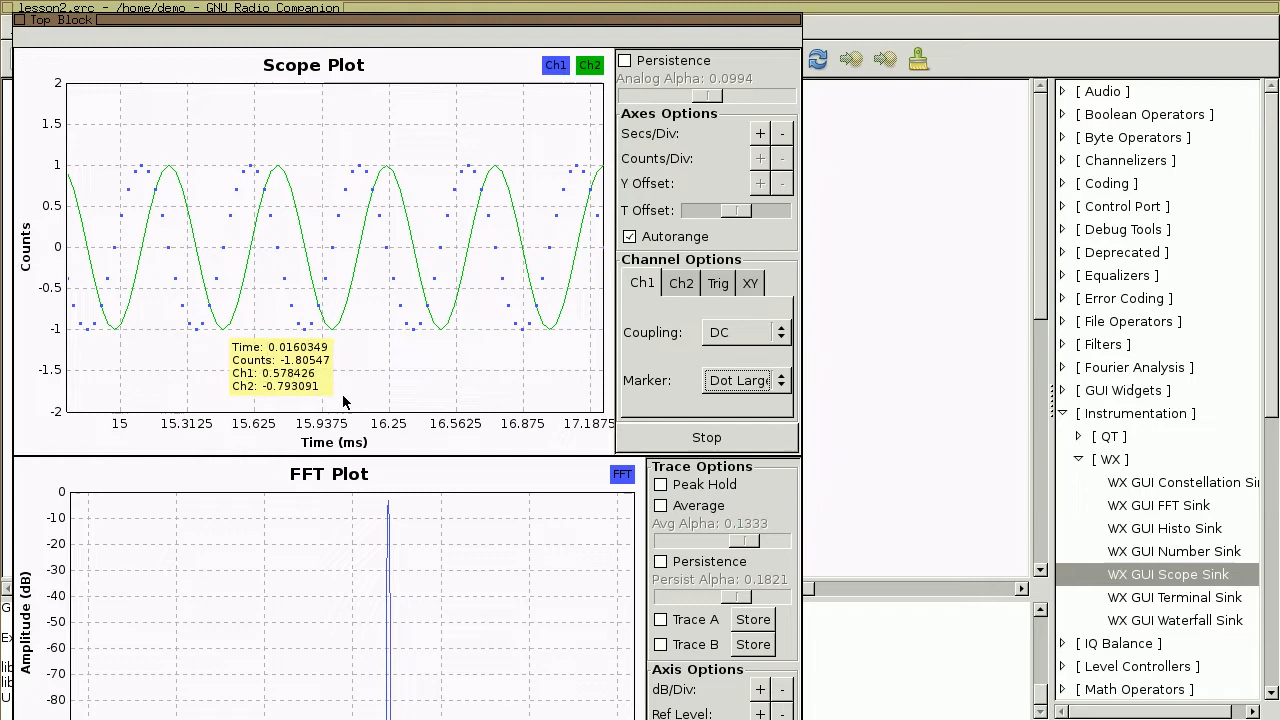 lesson2.grc - /home/demo - GNU Radio Companion
Top Block
Scope Plot
Ch1
Ch2
2
1.5
1
0.5
0
-0.5
-1
-1.5
-2
Counts
15
15.3125
15.625
15.9375
16.25
16.5625
16.875
17.1875
Time (ms)
Time: 0.0160349
Counts: -1.80547
Ch1: 0.578426
Ch2: -0.793091
Persistence
Analog Alpha: 0.0994
Axes Options
Secs/Div:
+
-
Counts/Div:
+
-
Y Offset:
+
-
T Offset:
Autorange
Channel Options
Ch1
Ch2
Trig
XY
Coupling:
DC
Marker:
Dot Larg
Stop
FFT Plot
FFT
0
-10
-20
-30
-40
-50
-60
-70
-80
Amplitude (dB)
Trace Options
Peak Hold
Average
Avg Alpha: 0.1333
Persistence
Persist Alpha: 0.1821
Trace A
Store
Trace B
Store
Axis Options
dB/Div:
+
-
Ref Level:
+
-
G
Ex
lib
lib
U
[ Audio ]
[ Boolean Operators ]
[ Byte Operators ]
[ Channelizers ]
[ Coding ]
[ Control Port ]
[ Debug Tools ]
[ Deprecated ]
[ Equalizers ]
[ Error Coding ]
[ File Operators ]
[ Filters ]
[ Fourier Analysis ]
[ GUI Widgets ]
[ Instrumentation ]
[ QT ]
[ WX ]
WX GUI Constellation Si
WX GUI FFT Sink
WX GUI Histo Sink
WX GUI Number Sink
WX GUI Scope Sink
WX GUI Terminal Sink
WX GUI Waterfall Sink
[ IQ Balance ]
[ Level Controllers ]
[ Math Operators ]